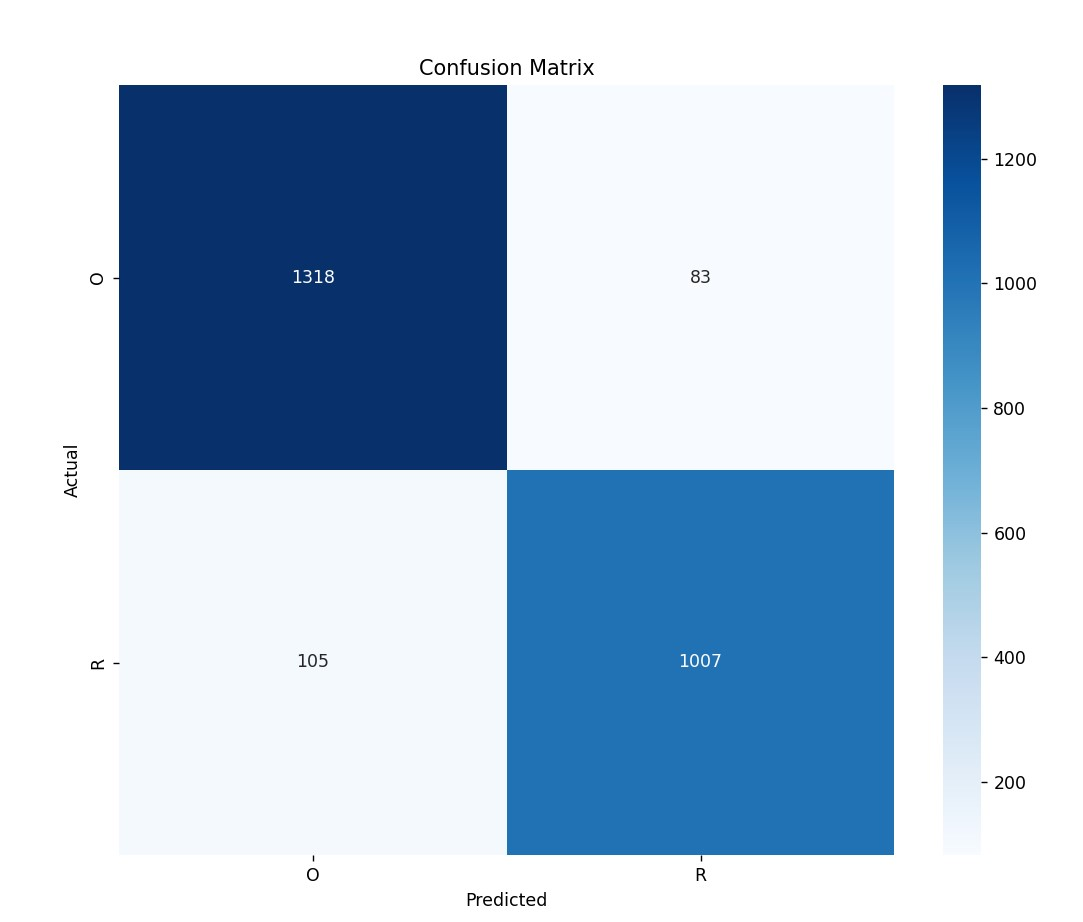 Confusion Matrix
1200
1318
83
O
1000
800
Actual
600
400
105
1007
R
200
O
R
Predicted